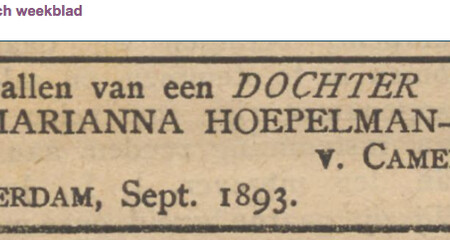 ch weekblad
allen van een DOCHTER
MARIANNA HOEPELMAN–
v. CAME
ERDAM, Sept. 1893.